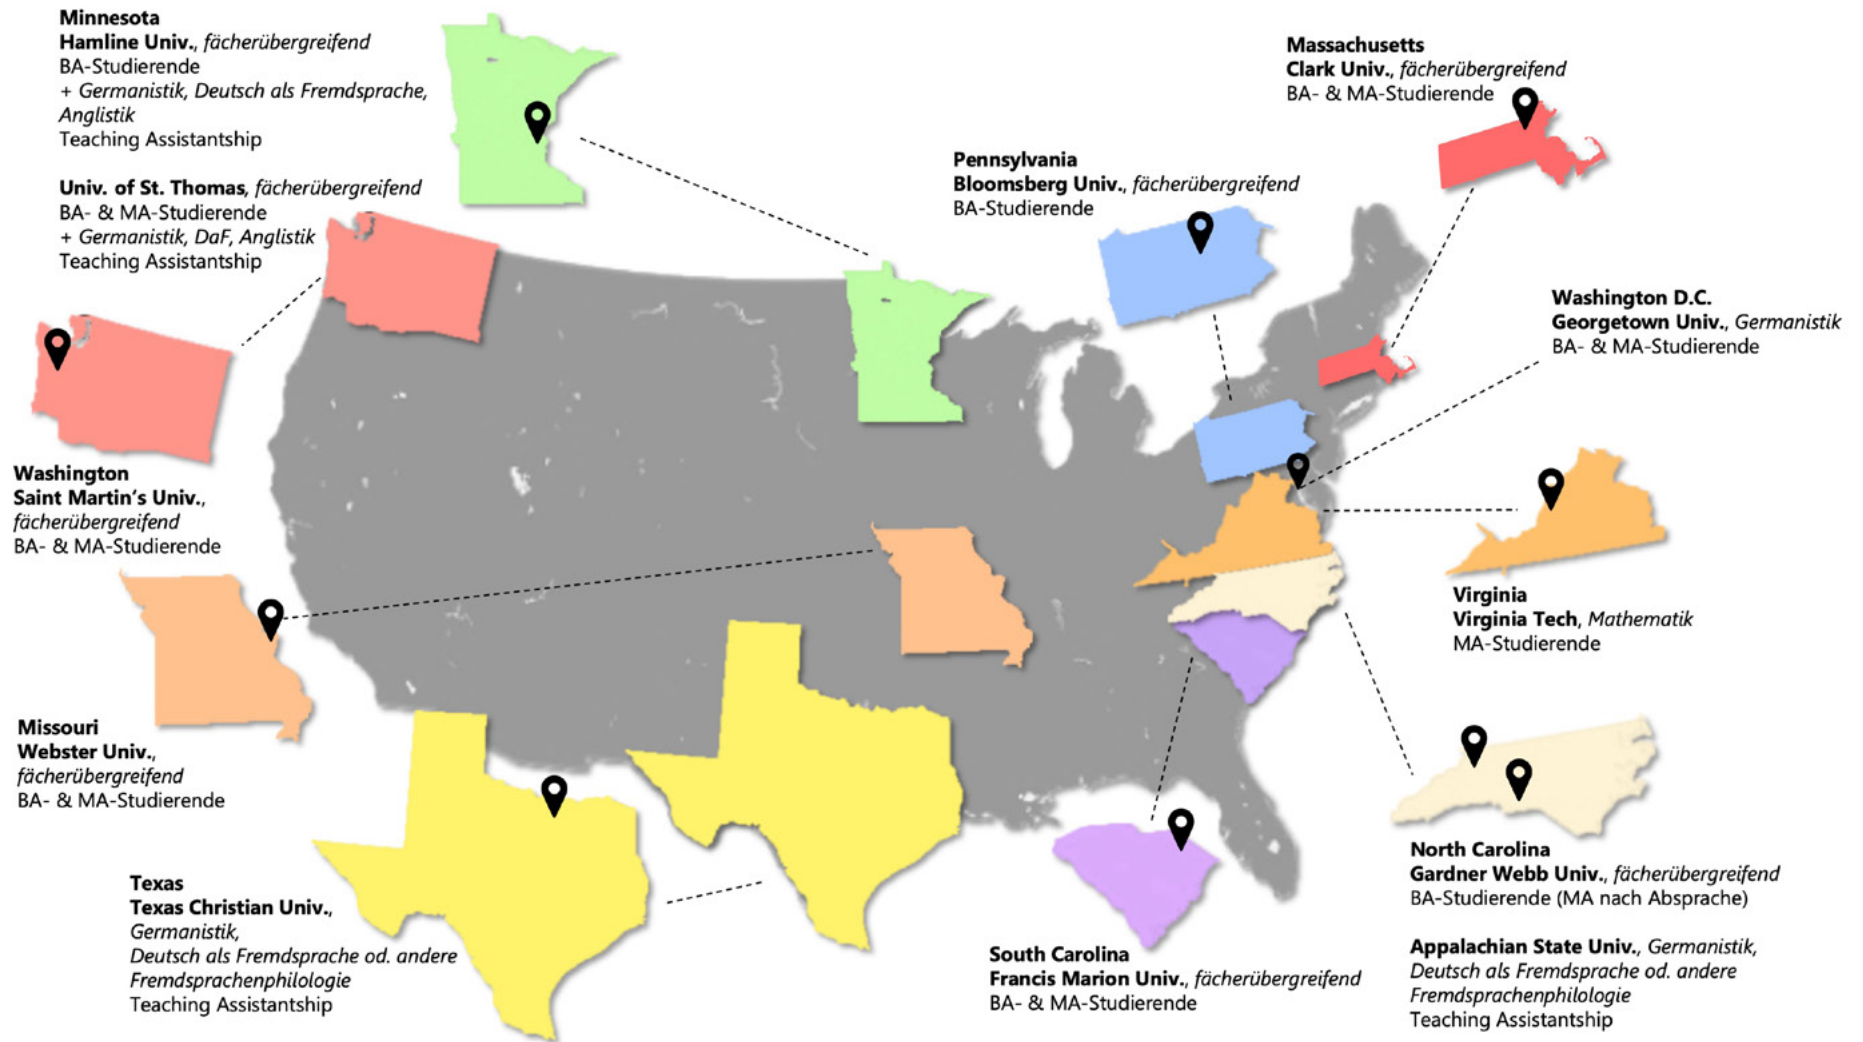 Minnesota
Hamline Univ., fächerübergreifend
BA-Studierende
+ Germanistik, Deutsch als Fremdsprache,
Anglistik
Teaching Assistantship
Univ. of St. Thomas, fächerübergreifend
BA- & MA-Studierende
+ Germanistik, DaF, Anglistik
Teaching Assistantship
Massachusetts
Clark Univ., fächerübergreifend
BA- & MA-Studierende
Pennsylvania
Bloomsberg Univ., fächerübergreifend
BA-Studierende
Washington D.C.
Georgetown Univ., Germanistik
BA- & MA-Studierende
Washington
Saint Martin's Univ.,
fächerübergreifend
BA- & MA-Studierende
Virginia
Virginia Tech, Mathematik
MA-Studierende
Missouri
Webster Univ.,
fächerübergreifend
BA- & MA-Studierende
Texas
Texas Christian Univ.,
Germanistik,
Deutsch als Fremdsprache od. andere
Fremdsprachenphilologie
Teaching Assistantship
South Carolina
Francis Marion Univ., fächerübergreifend
BA- & MA-Studierende
North Carolina
Gardner Webb Univ., fächerübergreifend
BA-Studierende (MA nach Absprache)
Appalachian State Univ., Germanistik,
Deutsch als Fremdsprache od. andere
Fremdsprachenphilologie
Teaching Assistantship